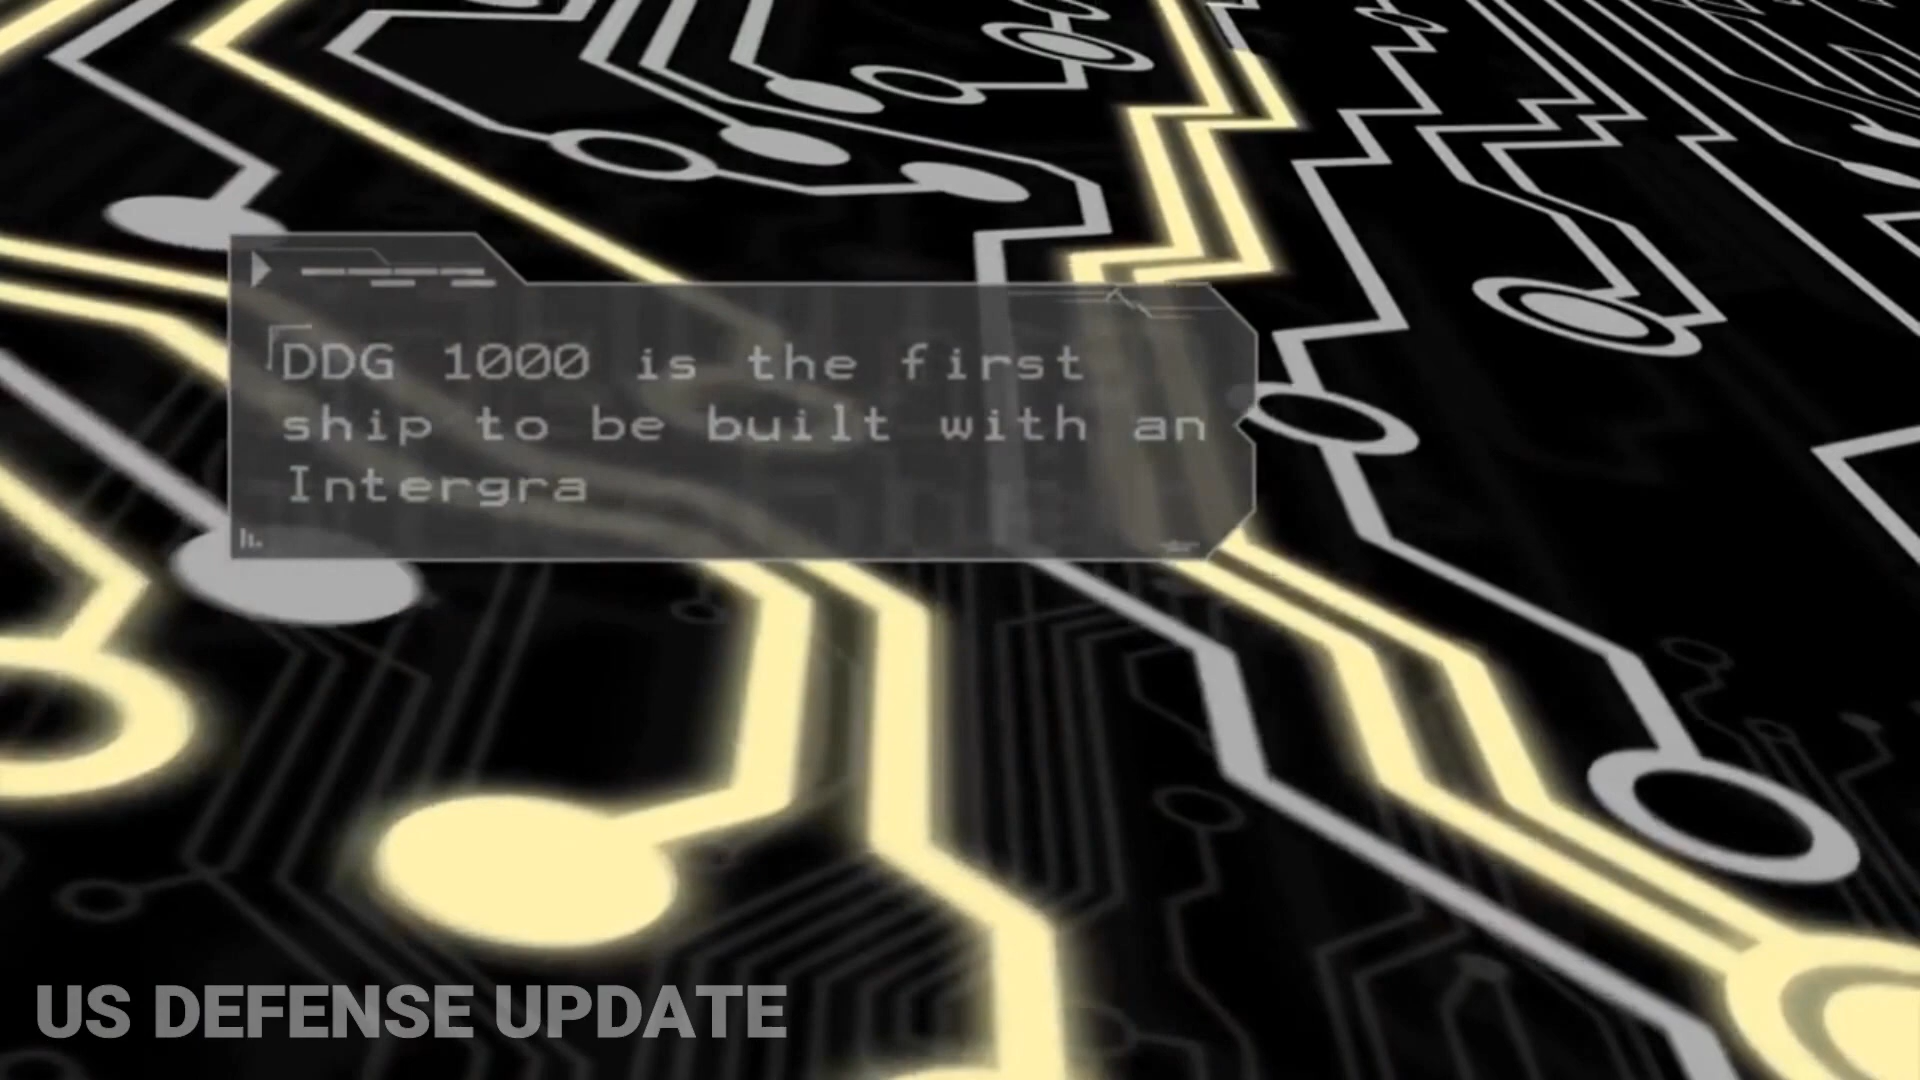 DDG 1000 is the first
ship to be built with an
Intergra
US DEFENSE UPDATE